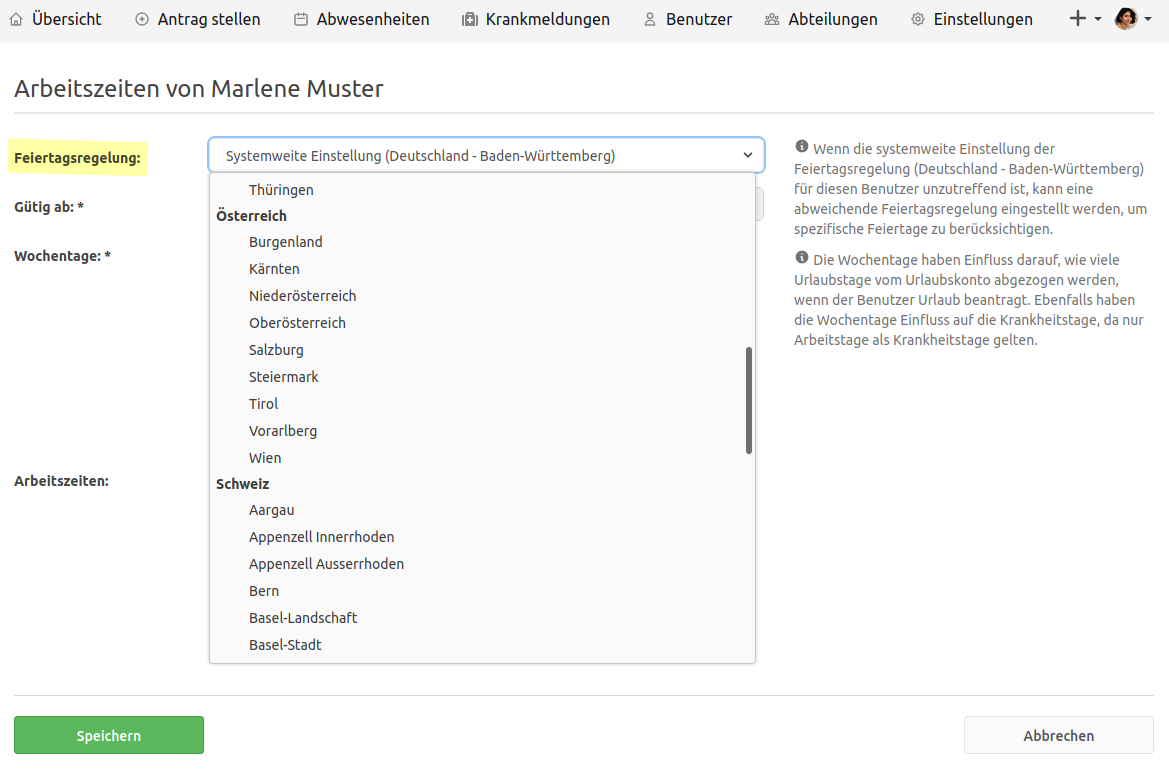 Übersicht Antrag stellen Abwesenheiten Krankmeldungen Benutzer Abteilungen Einstellungen
Arbeitszeiten von Marlene Muster
Feiertagsregelung:
Systemweite Einstellung (Deutschland - Baden-Württemberg)
Thüringen
Österreich
Burgenland
Kärnten
Niederösterreich
Oberösterreich
Salzburg
Steiermark
Tirol
Vorarlberg
Wien
Schweiz
Aargau
Appenzell Innerrhoden
Appenzell Ausserrhoden
Bern
Basel-Landschaft
Basel-Stadt
Gütig ab: *
Wochentage: *
Arbeitszeiten:
Wenn die systemweite Einstellung der
Feiertagsregelung (Deutschland - Baden-Württemberg)
für diesen Benutzer unzutreffend ist, kann eine
abweichende Feiertagsregelung eingestellt werden, um
spezifische Feiertage zu berücksichtigen.
Die Wochentage haben Einfluss darauf, wie viele
Urlaubstage vom Urlaubskonto abgezogen werden,
wenn der Benutzer Urlaub beantragt. Ebenfalls haben
die Wochentage Einfluss auf die Krankheitstage, da nur
Arbeitstage als Krankheitstage gelten.
Speichern
Abbrechen